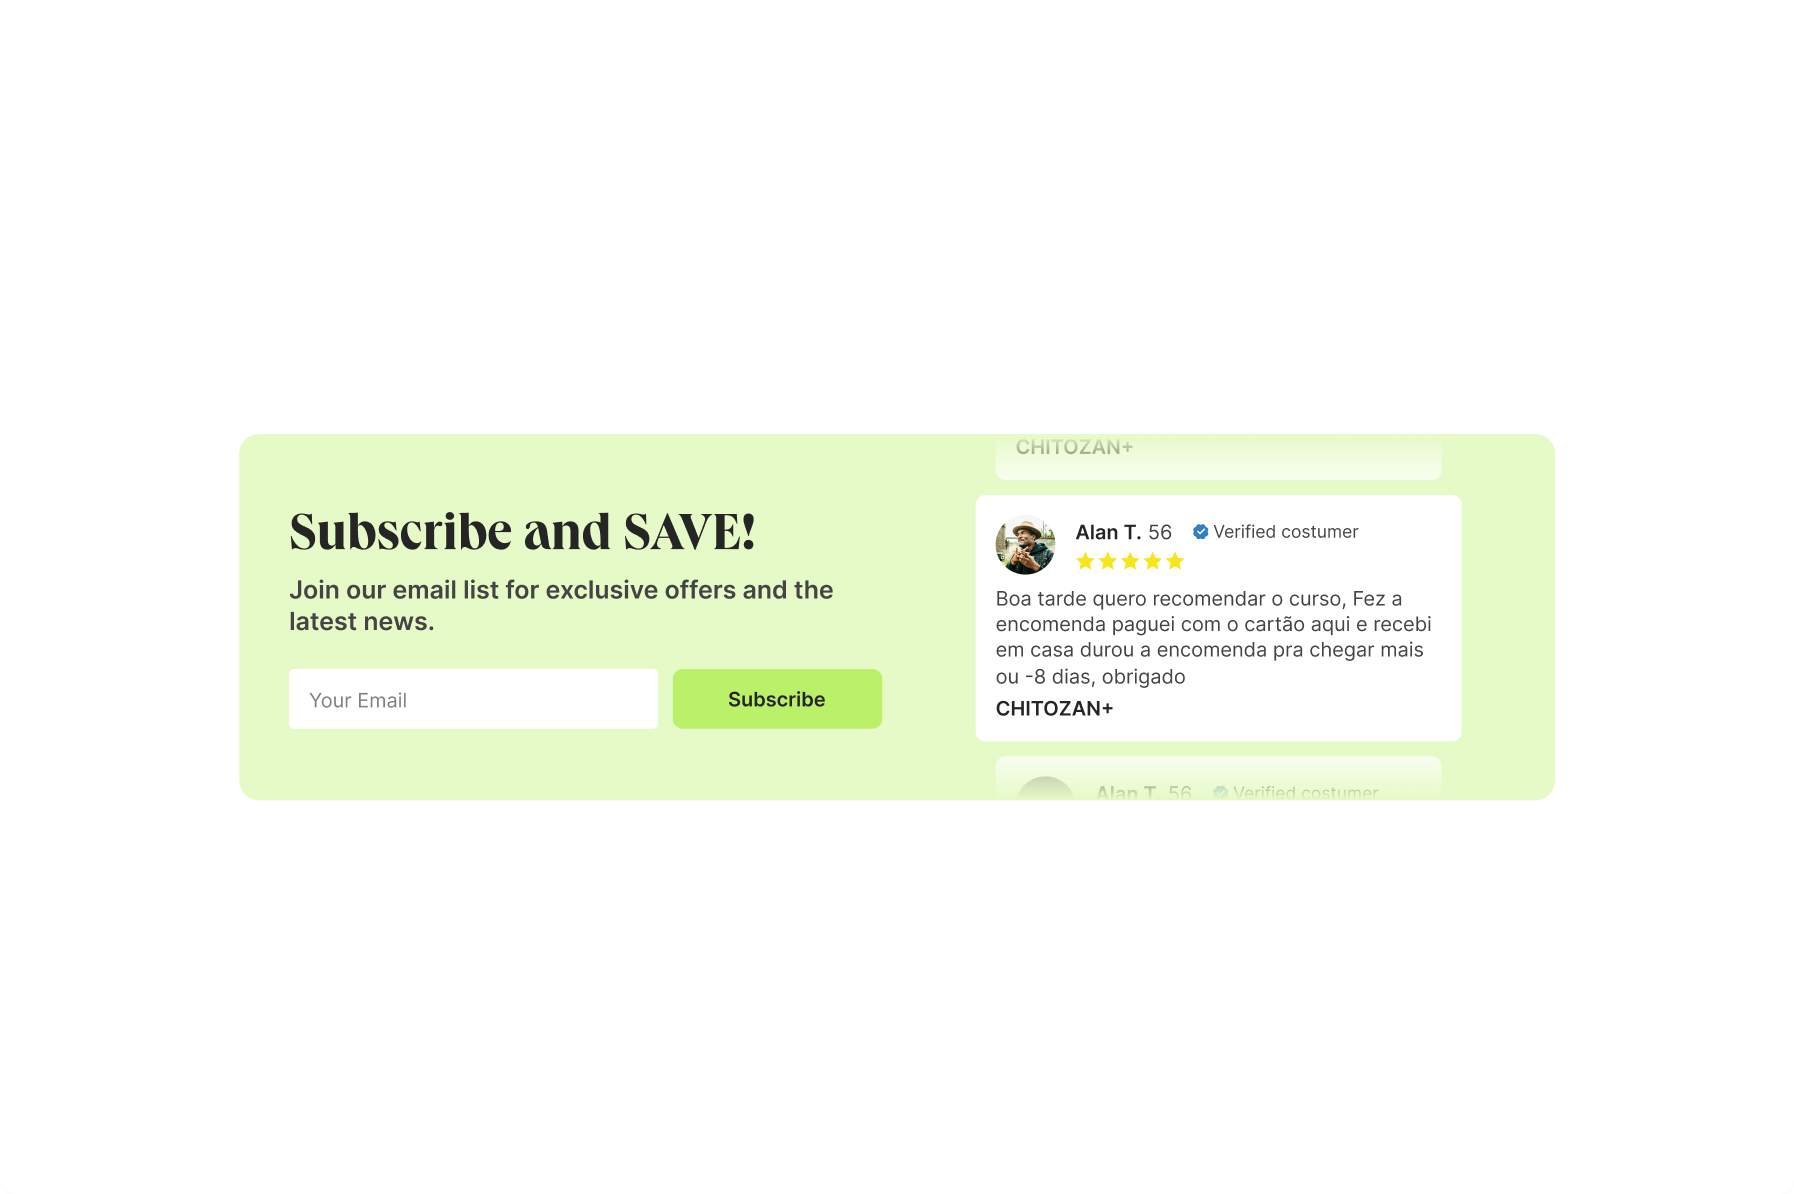 Subscribe and SAVE!
Join our email list for exclusive offers and the
latest news.
Your Email
Subscribe
CHITOZAN+
Alan T. 56 Verified costumer
Boa tarde quero recomendar o curso, Fez a
encomenda paguei com o cartão aqui e recebi
em casa durou a encomenda pra chegar mais
ou -8 dias, obrigado
CHITOZAN+
Alan T. 56 Verified costumer